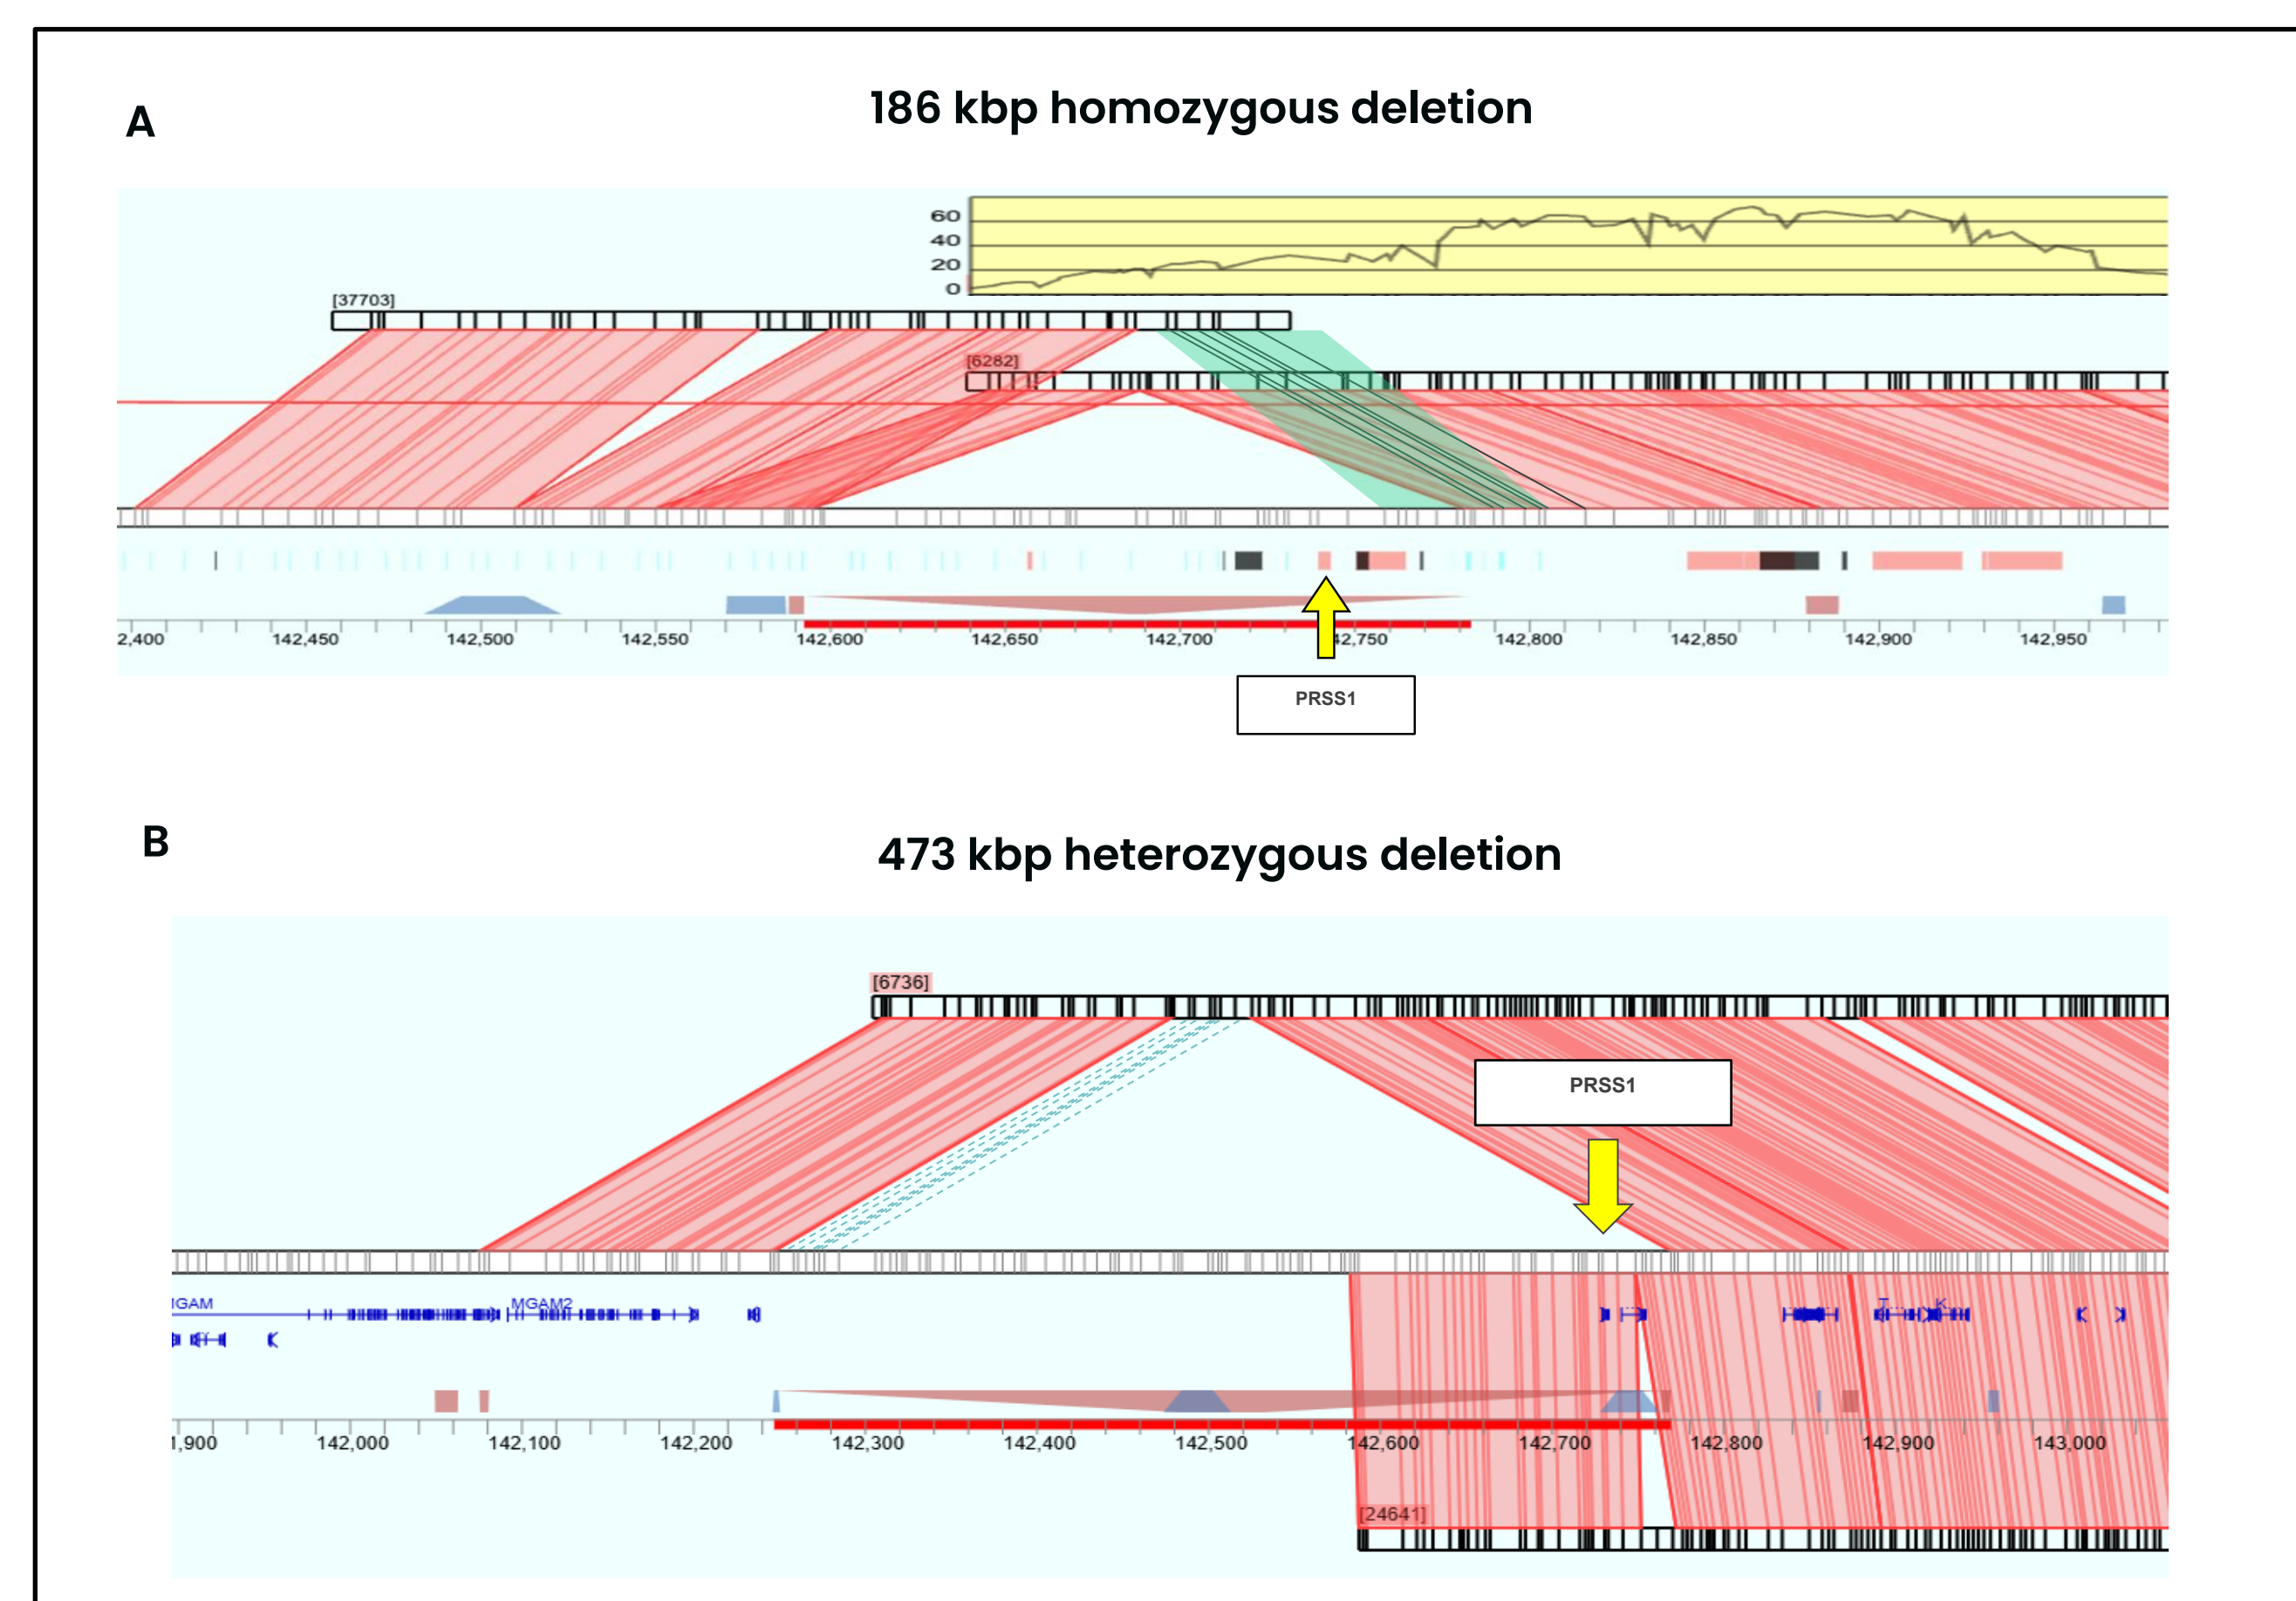 A
186 kbp homozygous deletion
60
40
20
0
[37703]
[6282]
2,400 142,450 142,500 142,550 142,600 142,650 142,700 142,750 142,800 142,850 142,900 142,950
PRSS1
B
473 kbp heterozygous deletion
[6736]
PRSS1
IGAM MGAM2 T K
1,900 142,000 142,100 142,200 142,300 142,400 142,500 142,600 142,700 142,800 142,900 143,000
[24641]